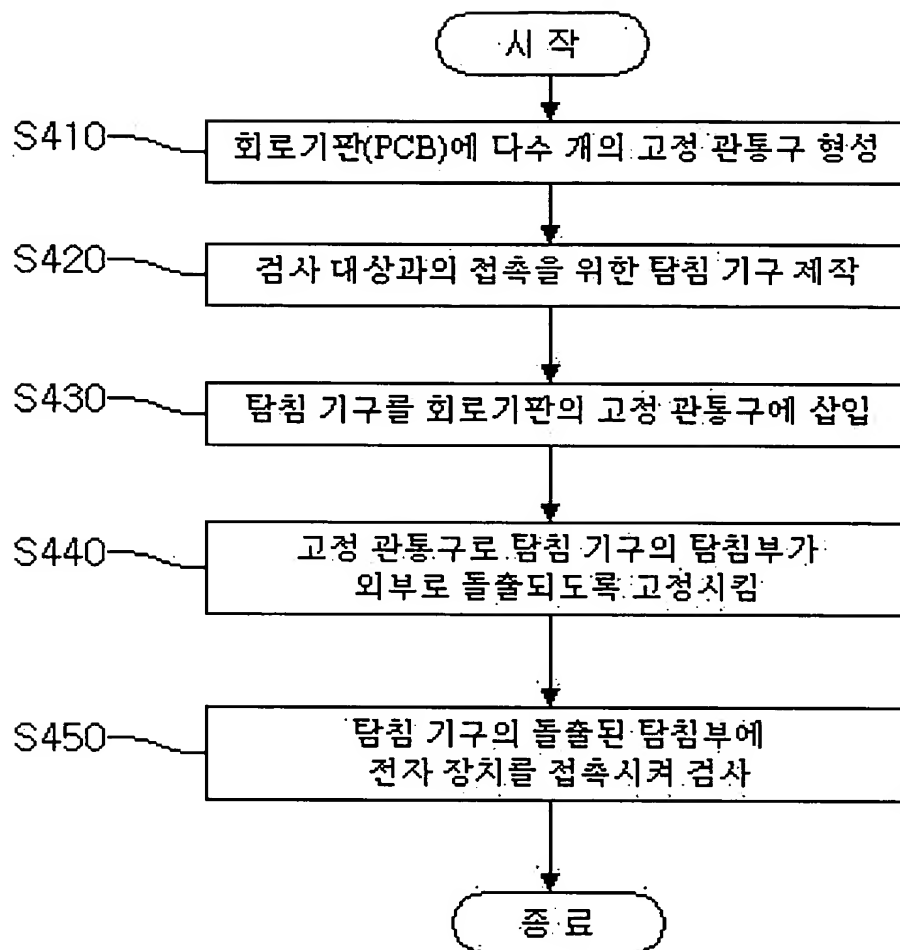 시 작
S410
회로기판(PCB)에 다수 개의 고정 관통구 형성
S420
검사 대상과의 접촉을 위한 탐침 기구 제작
S430
탐침 기구를 회로기판의 고정 관통구에 삽입
S440
고정 관통구로 탐침 기구의 탐침부가
외부로 돌출되도록 고정시킴
S450
탐침 기구의 돌출된 탐침부에
전자 장치를 접촉시켜 검사
종 료